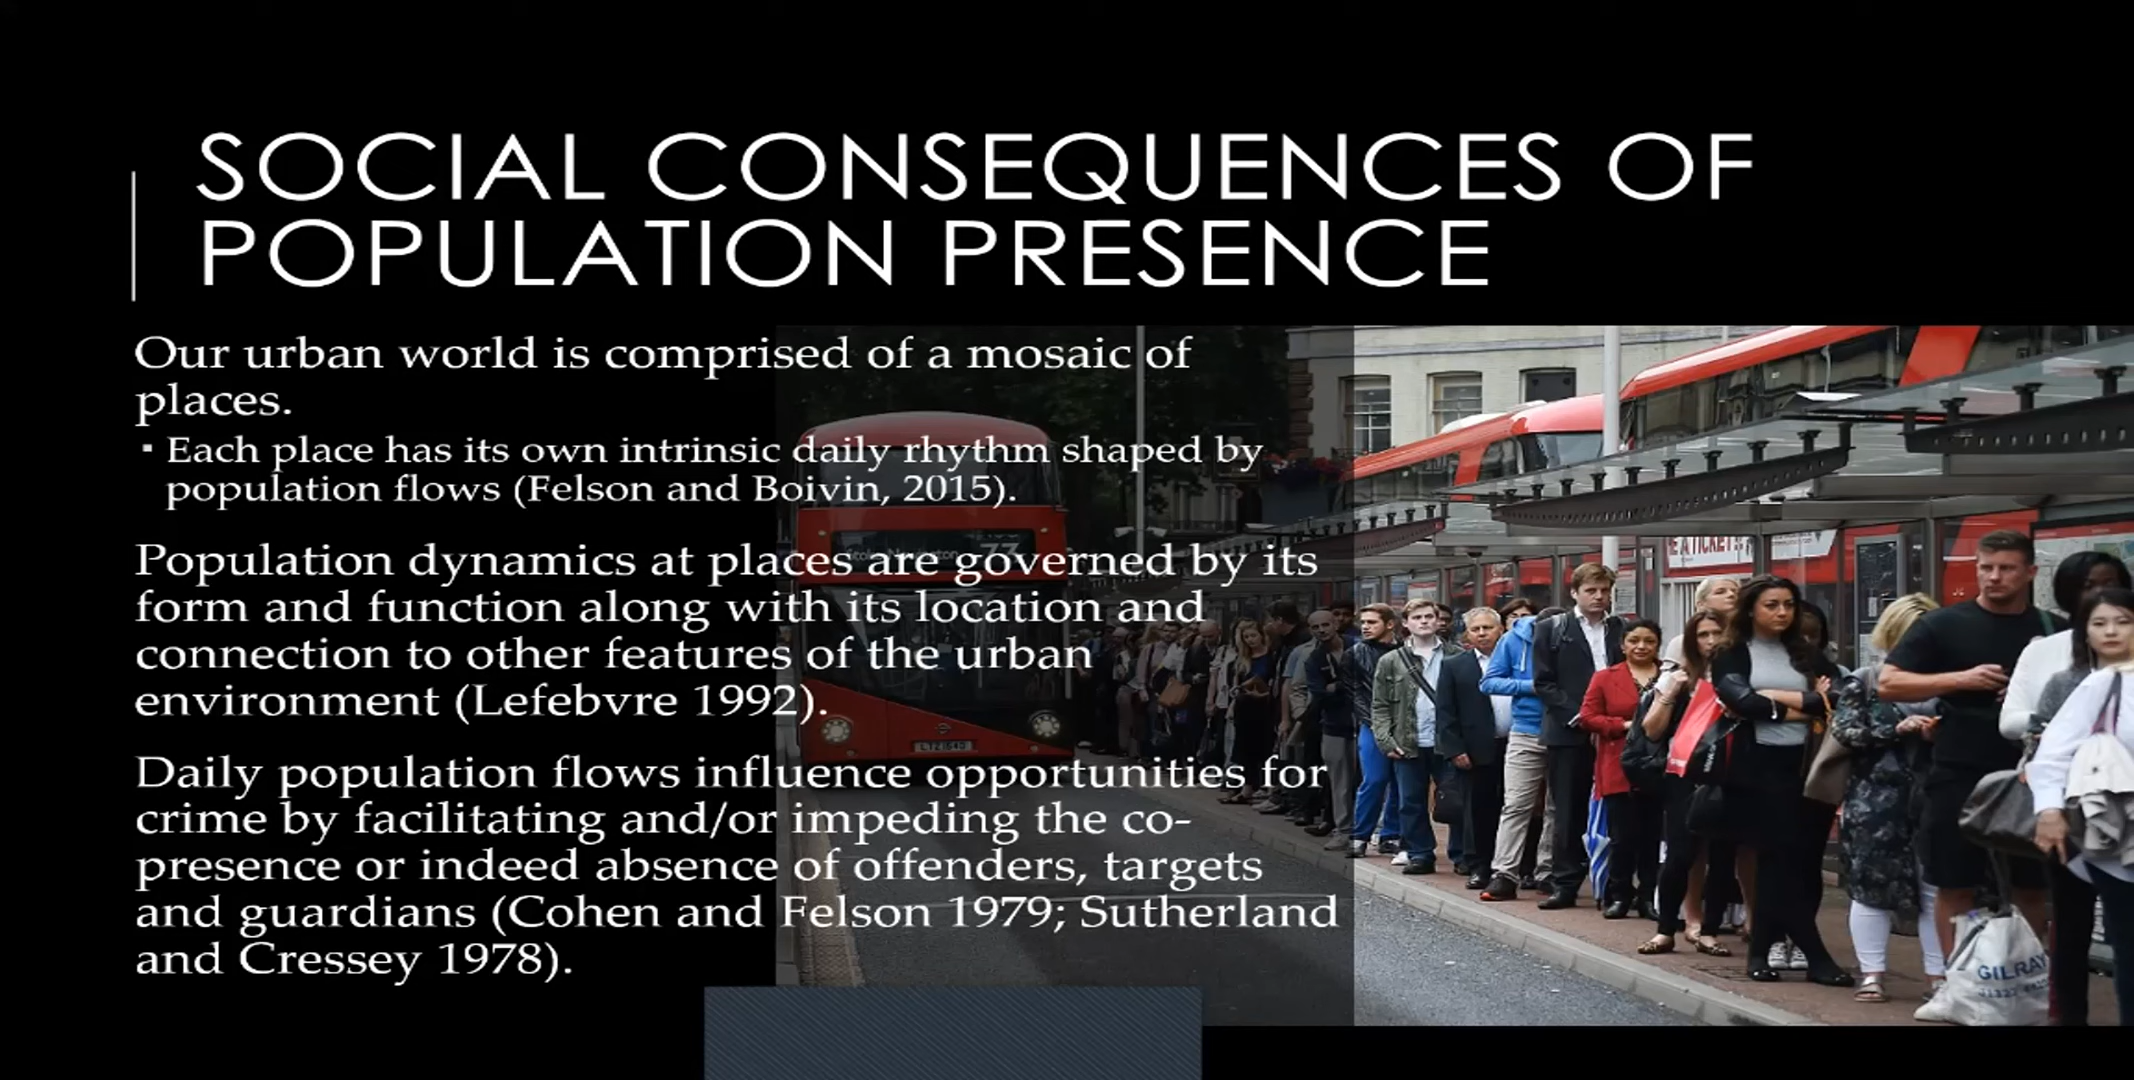 SOCIAL CONSEQUENCES OF
POPULATION PRESENCE
Our urban world is comprised of a mosaic of
places.
▪ Each place has its own intrinsic daily rhythm shaped by
population flows (Felson and Boivin, 2015).
Population dynamics at places are governed by its
form and function along with its location and
connection to other features of the urban
environment (Lefebvre 1992).
Daily population flows influence opportunities for
crime by facilitating and/or impeding the co-
presence or indeed absence of offenders, targets
and guardians (Cohen and Felson 1979; Sutherland
and Cressey 1978).
73
GILRAY